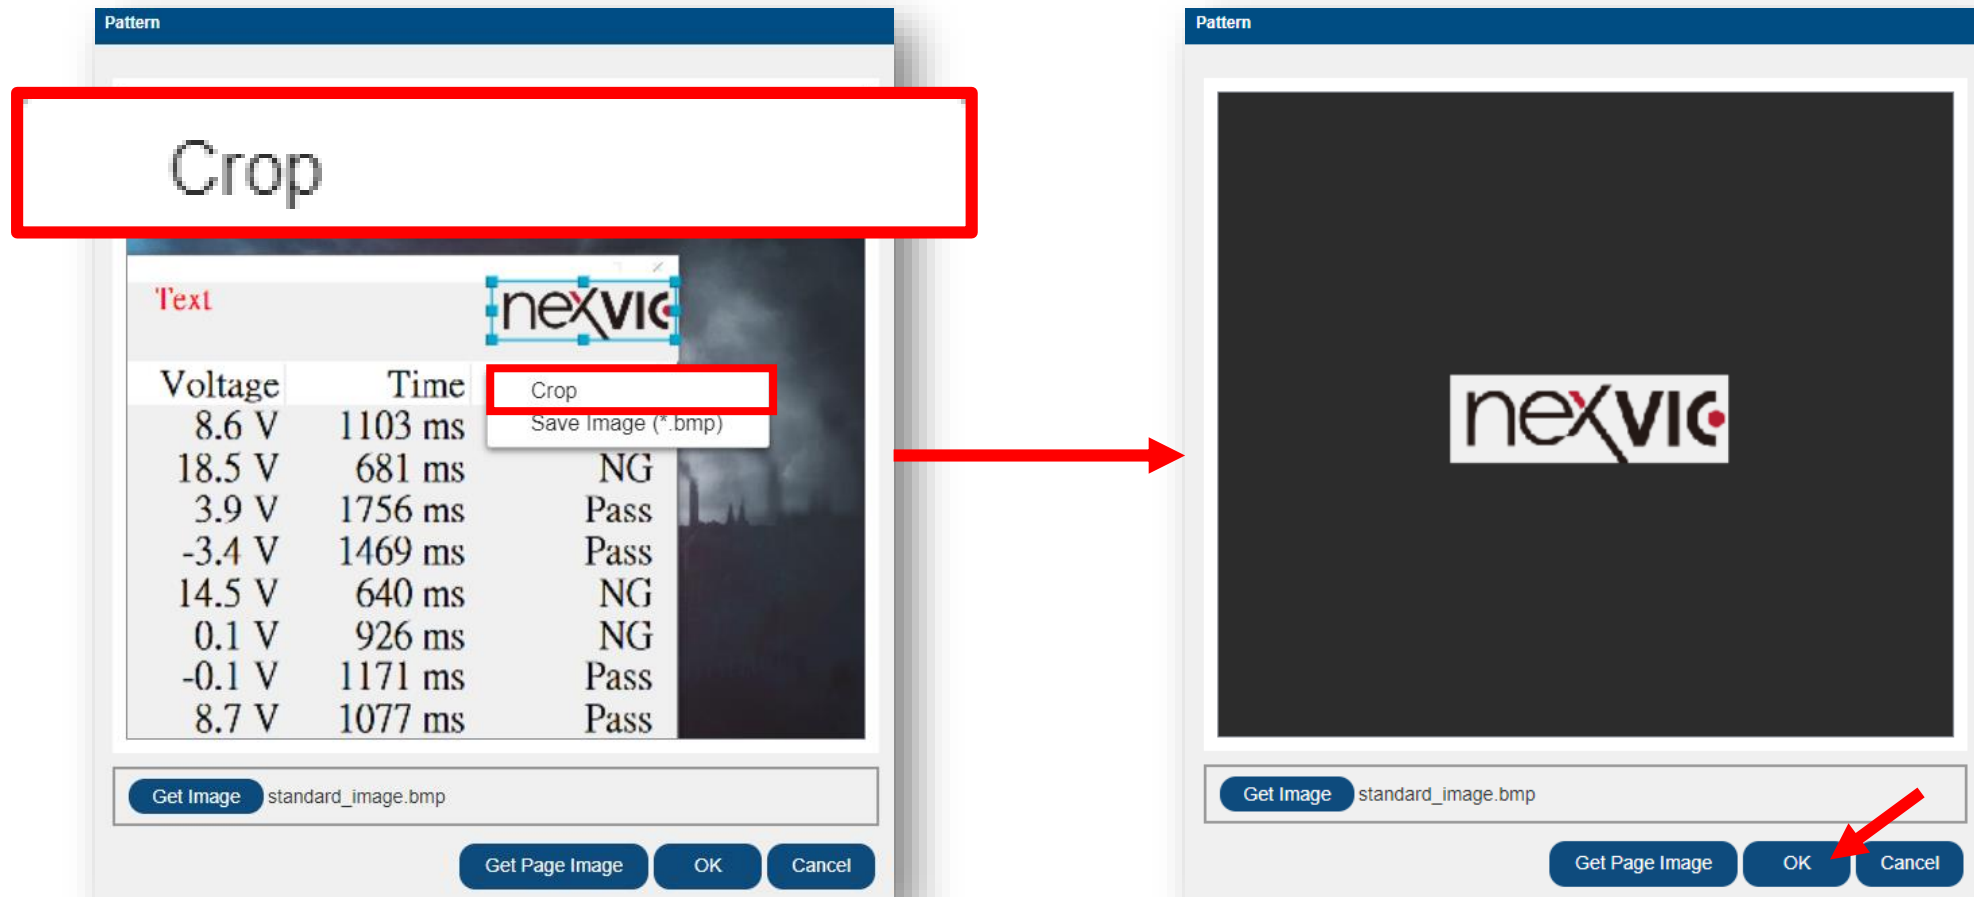 Pattern
Crop
Text
nexvic
Voltage Time
Crop
8.6 V 1103 ms
Save Image (*.bmp)
18.5 V 681 ms NG
3.9 V 1756 ms Pass
-3.4 V 1469 ms Pass
14.5 V 640 ms NG
0.1 V 926 ms NG
-0.1 V 1171 ms Pass
8.7 V 1077 ms Pass
Get Image standard_image.bmp
Get Page Image OK Cancel
Pattern
nexvic
Get Image standard_image.bmp
Get Page Image OK Cancel